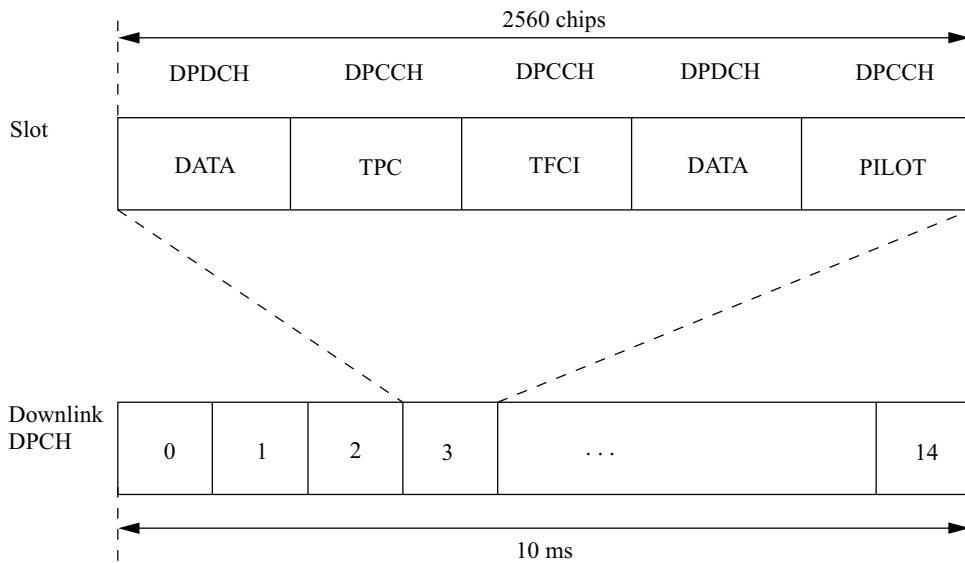 2560 chips
DPDCH DPCCH DPCCH DPDCH DPCCH
Slot
DATA TPC TFCI DATA PILOT
Downlink
DPCH
0 1 2 3 . . . 14
10 ms